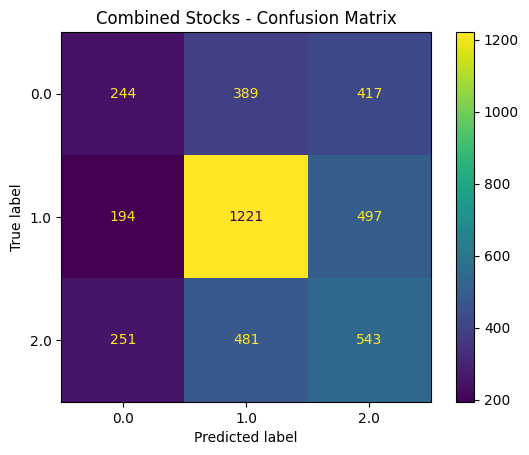 Combined Stocks - Confusion Matrix
0.0 244 389 417
1.0 194 1221 497
2.0 251 481 543
0.0 1.0 2.0
True label
Predicted label
1200
1000
800
600
400
200